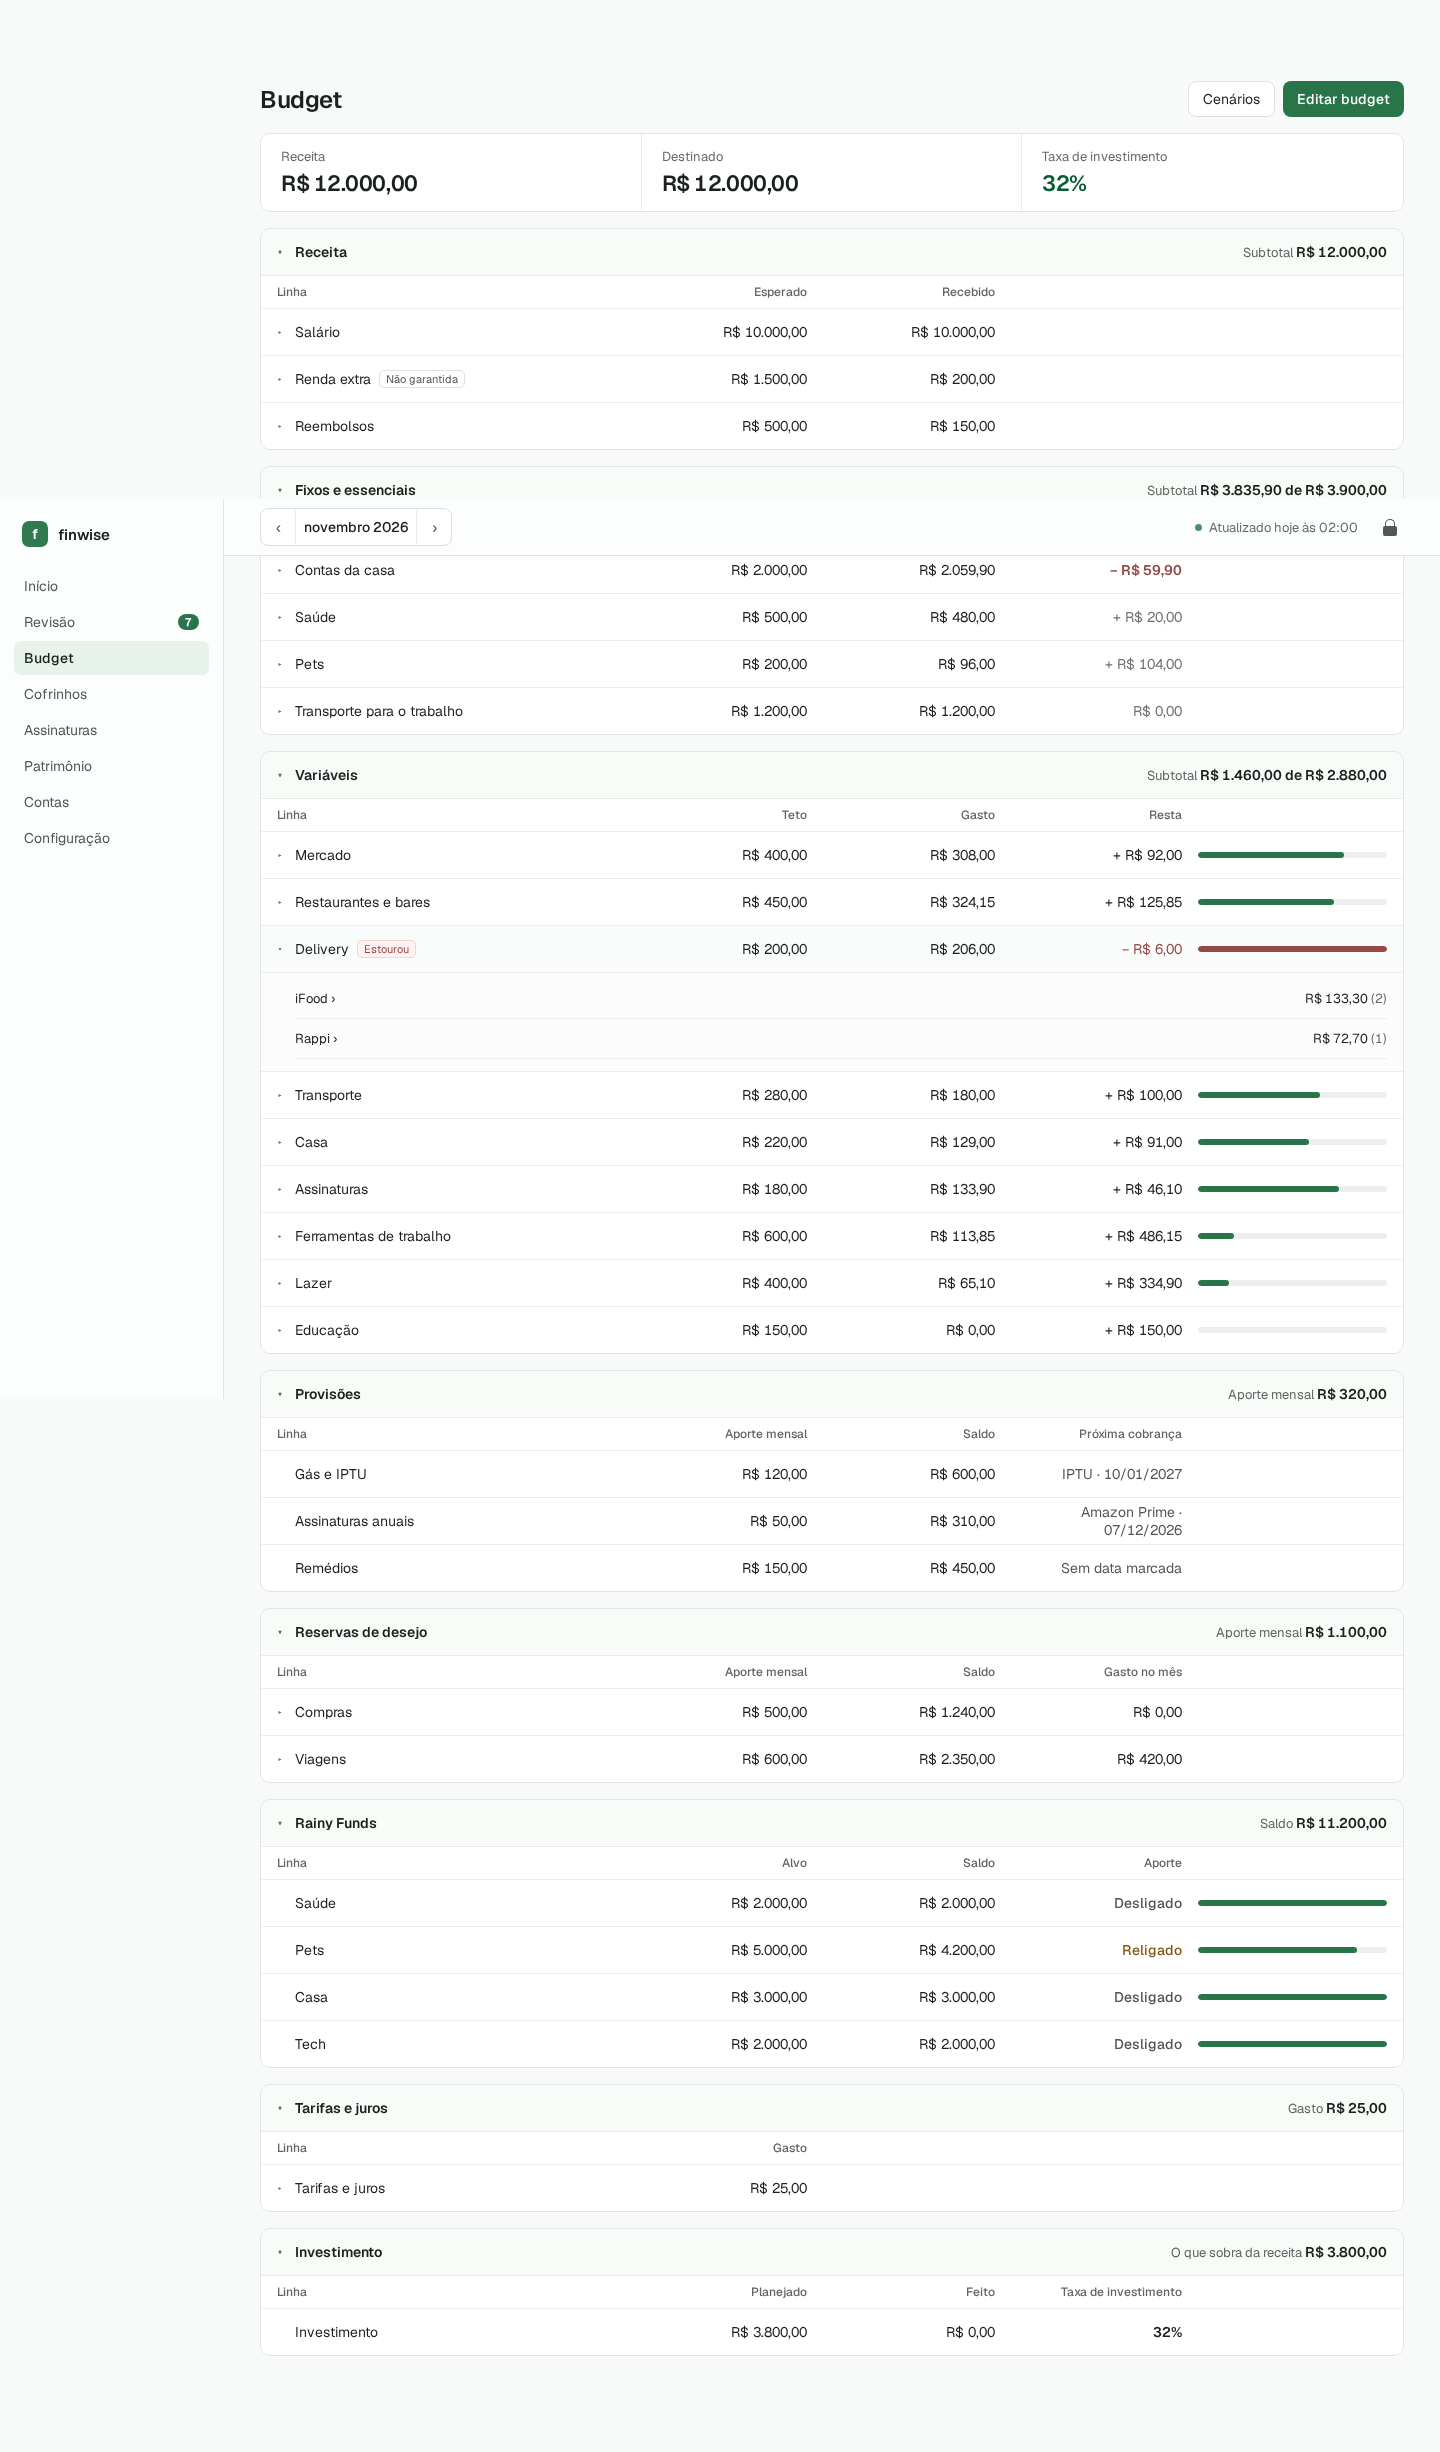 Budget
Cenários
Editar budget
Receita
R$ 12.000,00
Destinado
R$ 12.000,00
Taxa de investimento
32%
Receita
Subtotal R$ 12.000,00
Linha Esperado Recebido
Salário R$ 10.000,00 R$ 10.000,00
Renda extra Não garantida R$ 1.500,00 R$ 200,00
Reembolsos R$ 500,00 R$ 150,00
Fixos e essenciais Subtotal R$ 3.835,90 de R$ 3.900,00
f finwise
‹ novembro 2026 ›
Atualizado hoje às 02:00
Início
Revisão 7
Budget
Cofrinhos
Assinaturas
Patrimônio
Contas
Configuração
Contas da casa R$ 2.000,00 R$ 2.059,90 − R$ 59,90
Saúde R$ 500,00 R$ 480,00 + R$ 20,00
Pets R$ 200,00 R$ 96,00 + R$ 104,00
Transporte para o trabalho R$ 1.200,00 R$ 1.200,00 R$ 0,00
Variáveis Subtotal R$ 1.460,00 de R$ 2.880,00
Linha Teto Gasto Resta
Mercado R$ 400,00 R$ 308,00 + R$ 92,00
Restaurantes e bares R$ 450,00 R$ 324,15 + R$ 125,85
Delivery Estourou R$ 200,00 R$ 206,00 − R$ 6,00
iFood › R$ 133,30 (2)
Rappi › R$ 72,70 (1)
Transporte R$ 280,00 R$ 180,00 + R$ 100,00
Casa R$ 220,00 R$ 129,00 + R$ 91,00
Assinaturas R$ 180,00 R$ 133,90 + R$ 46,10
Ferramentas de trabalho R$ 600,00 R$ 113,85 + R$ 486,15
Lazer R$ 400,00 R$ 65,10 + R$ 334,90
Educação R$ 150,00 R$ 0,00 + R$ 150,00
Provisões Aporte mensal R$ 320,00
Linha Aporte mensal Saldo Próxima cobrança
Gás e IPTU R$ 120,00 R$ 600,00 IPTU · 10/01/2027
Assinaturas anuais R$ 50,00 R$ 310,00 Amazon Prime ·
07/12/2026
Remédios R$ 150,00 R$ 450,00 Sem data marcada
Reservas de desejo Aporte mensal R$ 1.100,00
Linha Aporte mensal Saldo Gasto no mês
Compras R$ 500,00 R$ 1.240,00 R$ 0,00
Viagens R$ 600,00 R$ 2.350,00 R$ 420,00
Rainy Funds Saldo R$ 11.200,00
Linha Alvo Saldo Aporte
Saúde R$ 2.000,00 R$ 2.000,00 Desligado
Pets R$ 5.000,00 R$ 4.200,00 Religado
Casa R$ 3.000,00 R$ 3.000,00 Desligado
Tech R$ 2.000,00 R$ 2.000,00 Desligado
Tarifas e juros Gasto R$ 25,00
Linha Gasto
Tarifas e juros R$ 25,00
Investimento O que sobra da receita R$ 3.800,00
Linha Planejado Feito Taxa de investimento
Investimento R$ 3.800,00 R$ 0,00 32%